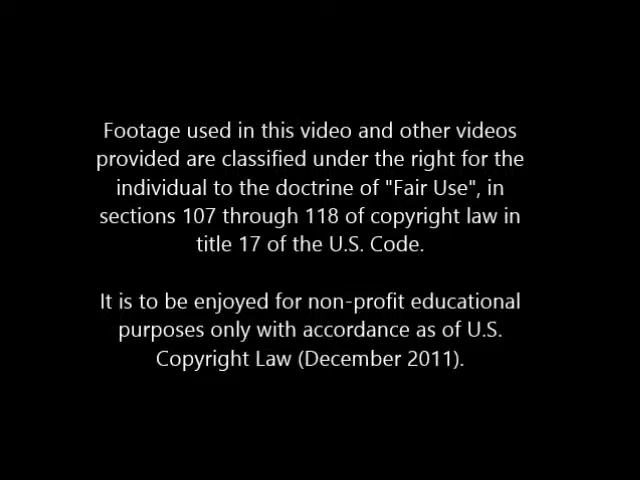 Footage used in this video and other videos
provided are classified under the right for the
individual to the doctrine of "Fair Use", in
sections 107 through 118 of copyright law in
title 17 of the U.S. Code.
It is to be enjoyed for non-profit educational
purposes only with accordance as of U.S.
Copyright Law (December 2011).